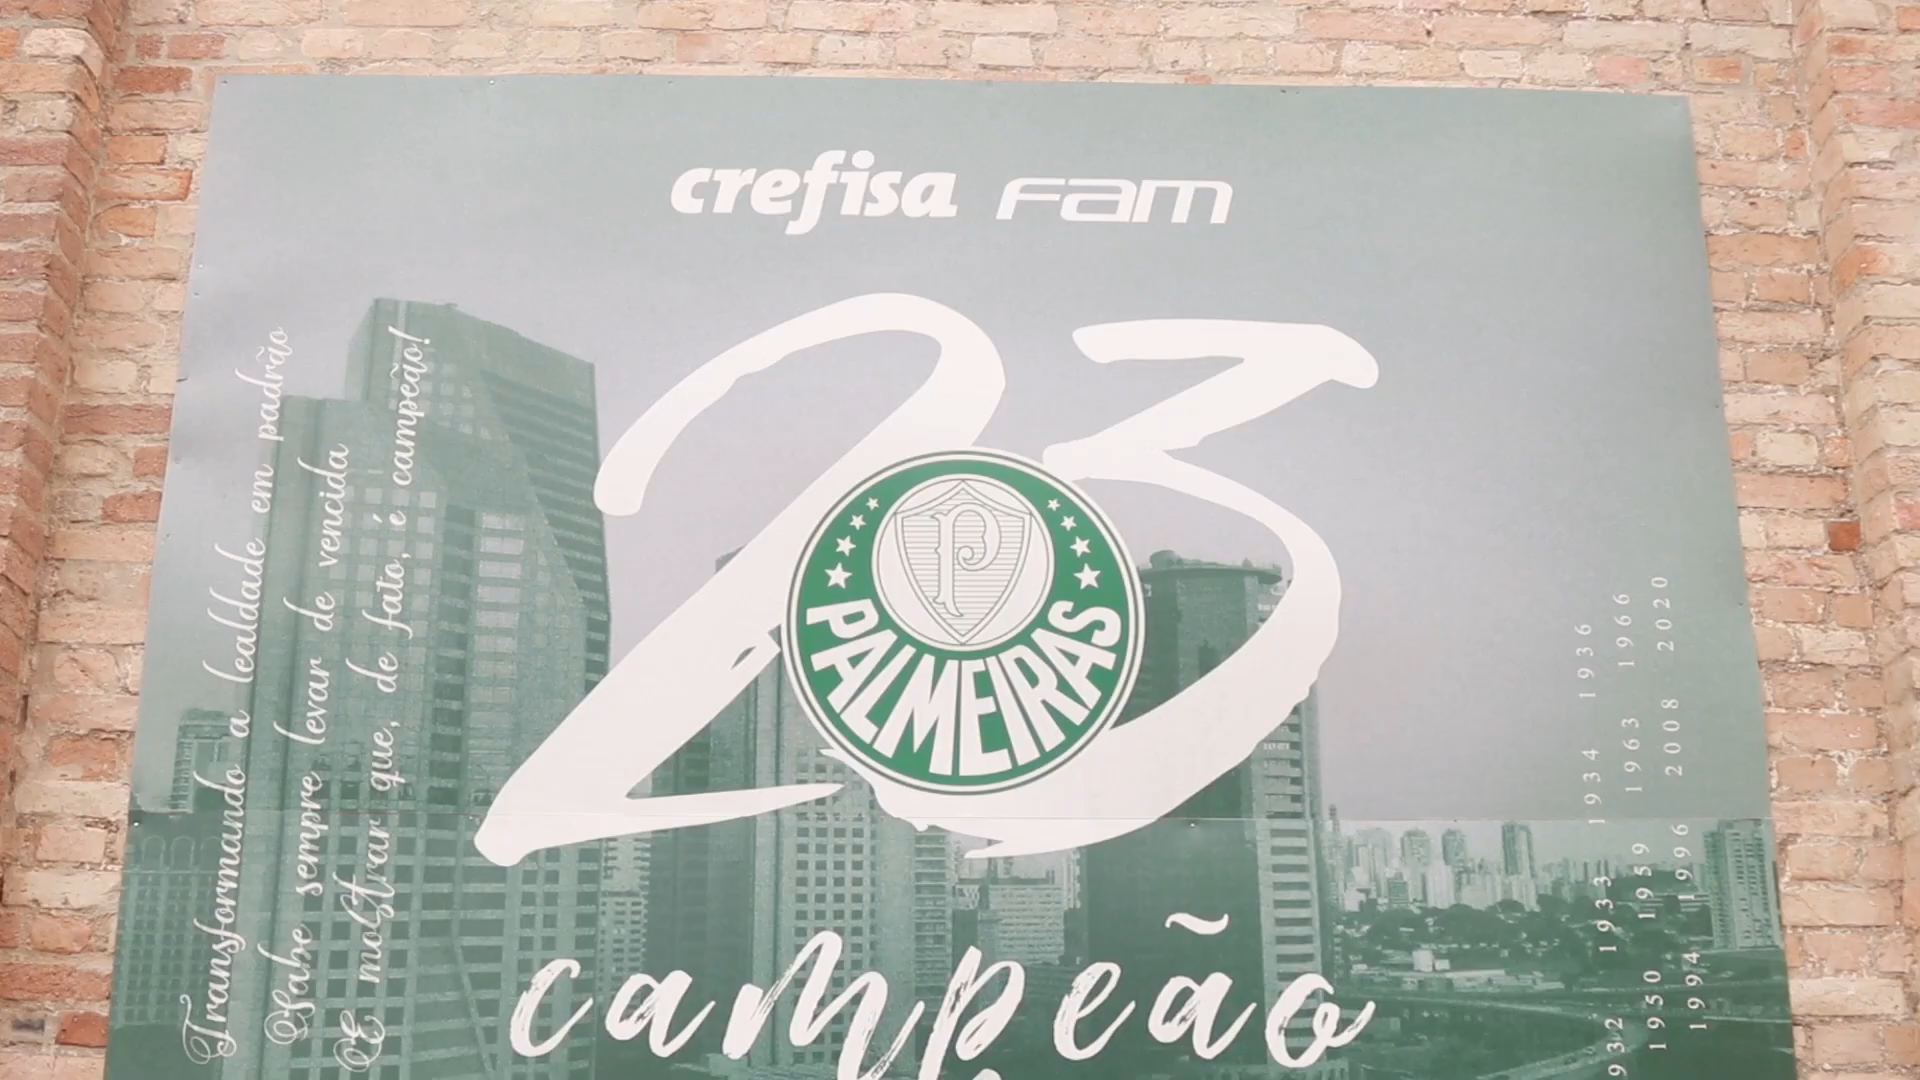 crefisa fam
23
P
PALMEIRAS
campeão
Transformando a lealdade em padrão
Sabe sempre levar de vencida
E mostrar que, de fato, é campeão!
932 1933 1934 1936
1950 1959 1963 1966
1994 1996 2008 2020